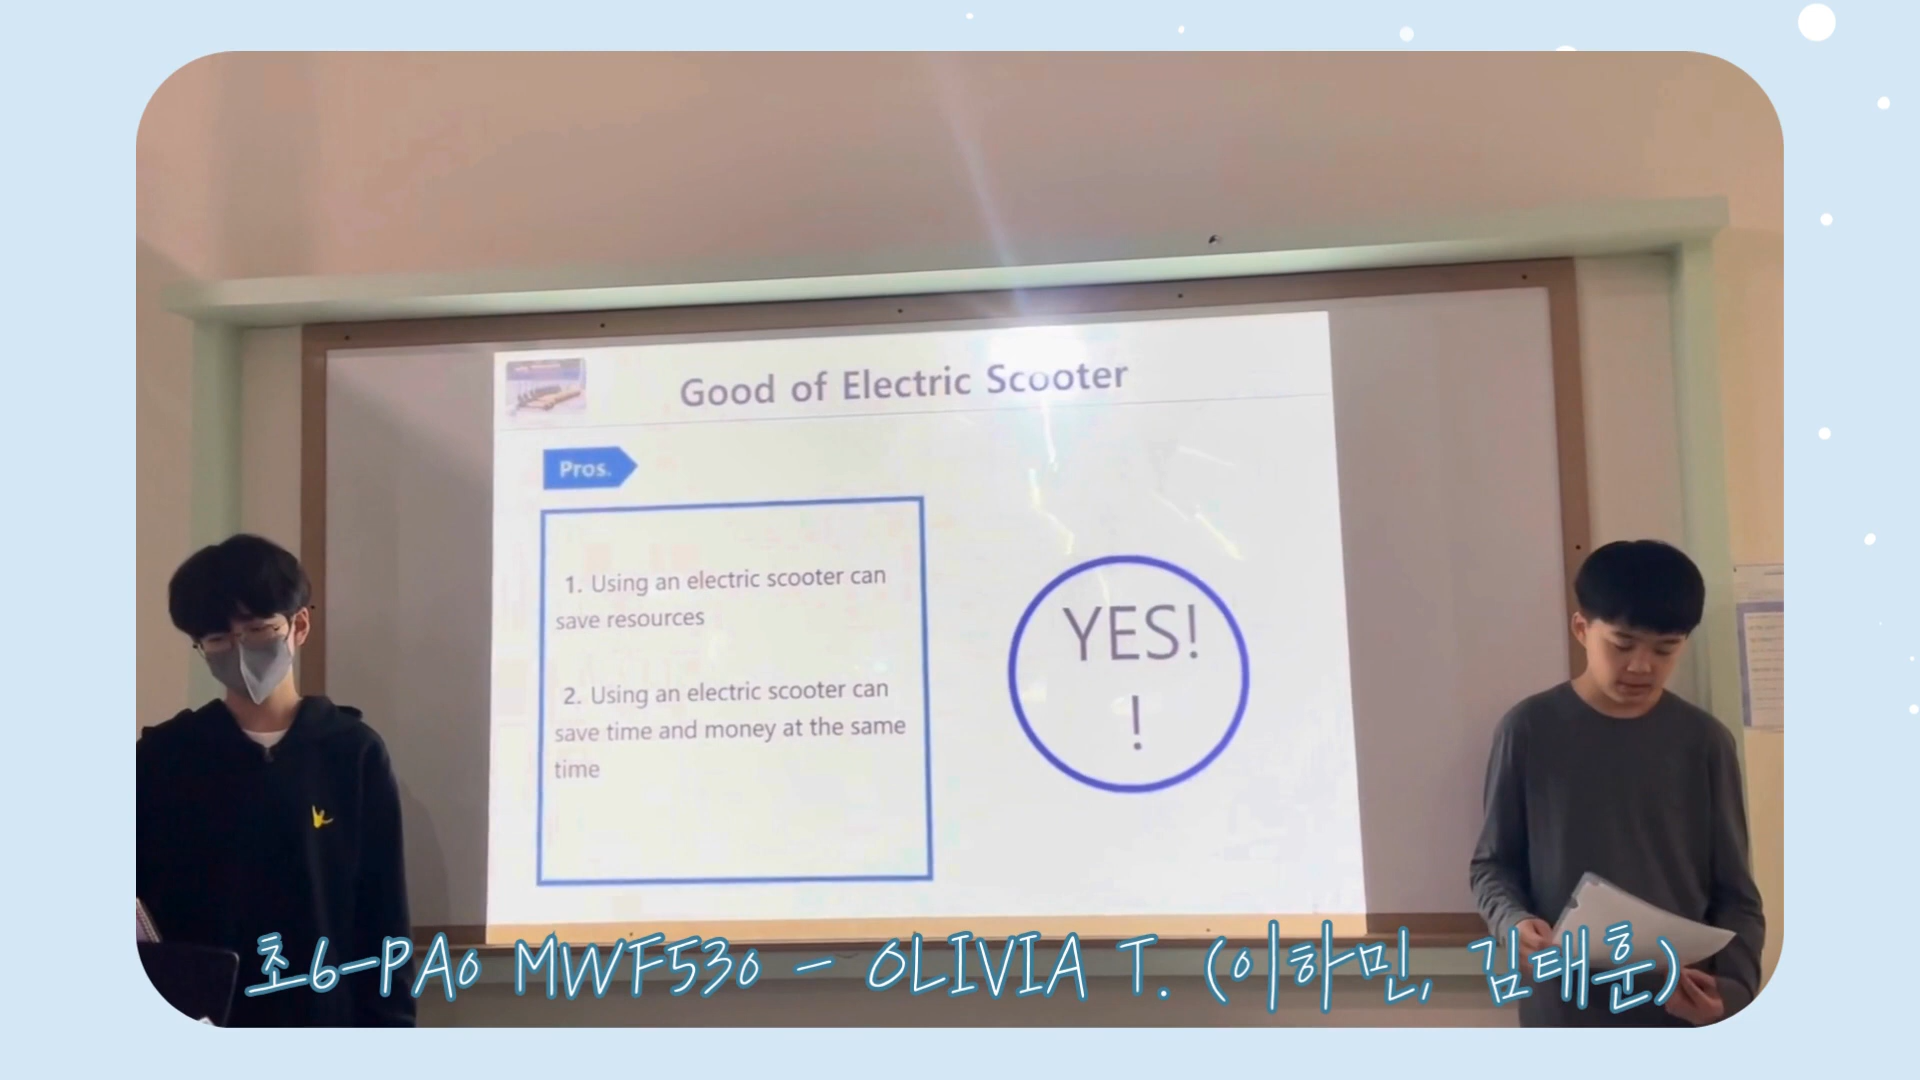 Good of Electric Scooter
Pros.
1. Using an electric scooter can
save resources
2. Using an electric scooter can
save time and money at the same
time
YES!
!
초6-PA0 MWF530 - OLIVIA T. (이하민, 김태훈)